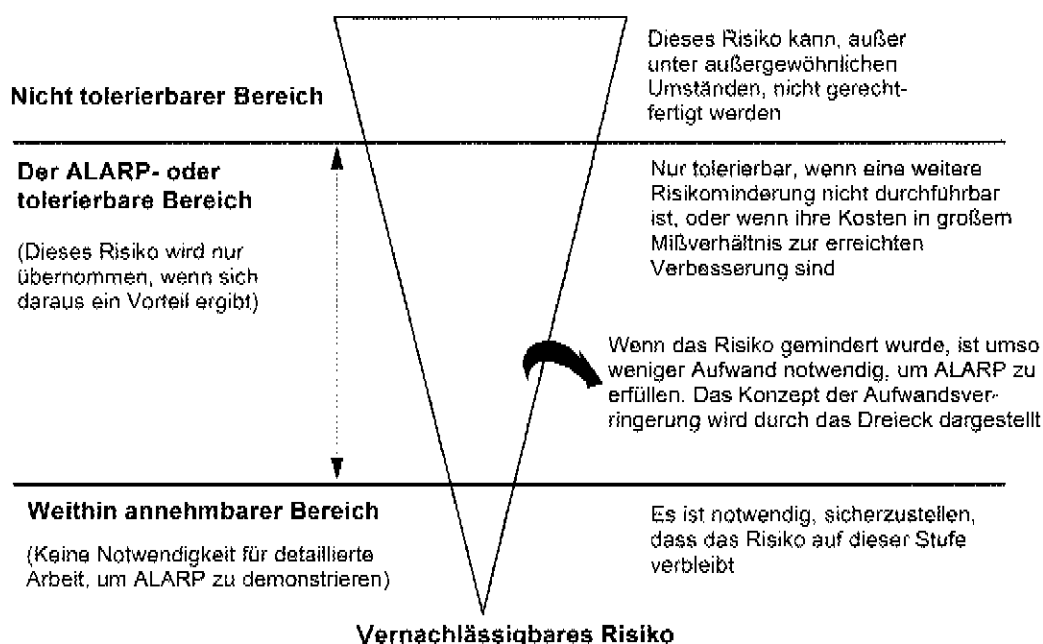 Dieses Risiko kann, außer
unter außergewöhnlichen
Umständen, nicht gerecht-
fertigt werden
Nicht tolerierbarer Bereich
Der ALARP- oder
tolerierbare Bereich
(Dieses Risiko wird nur
übernommen, wenn sich
daraus ein Vorteil ergibt)
Nur tolerierbar, wenn eine weitere
Risikominderung nicht durchführbar
ist, oder wenn ihre Kosten in großem
Mißverhältnis zur erreichten
Verbesserung sind
Wenn das Risiko gemindert wurde, ist umso
weniger Aufwand notwendig, um ALARP zu
erfüllen. Das Konzept der Aufwandsver-
ringerung wird durch das Dreieck dargestellt
Weithin annehmbarer Bereich
(Keine Notwendigkeit für detaillierte
Arbeit, um ALARP zu demonstrieren)
Es ist notwendig, sicherzustellen,
dass das Risiko auf dieser Stufe
verbleibt
Vernachlässigbares Risiko